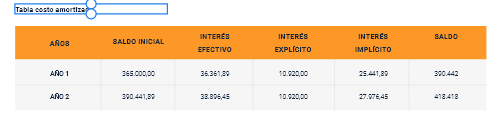 Tabla costo amortiza
AÑOS SALDO INICIAL INTERÉS EFECTIVO INTERÉS EXPLÍCITO INTERÉS IMPLÍCITO SALDO
AÑO 1 365.000,00 36.361,89 10.920,00 25.441,89 390.442
AÑO 2 390.441,89 38.896,45 10.920,00 27.976,45 418.418